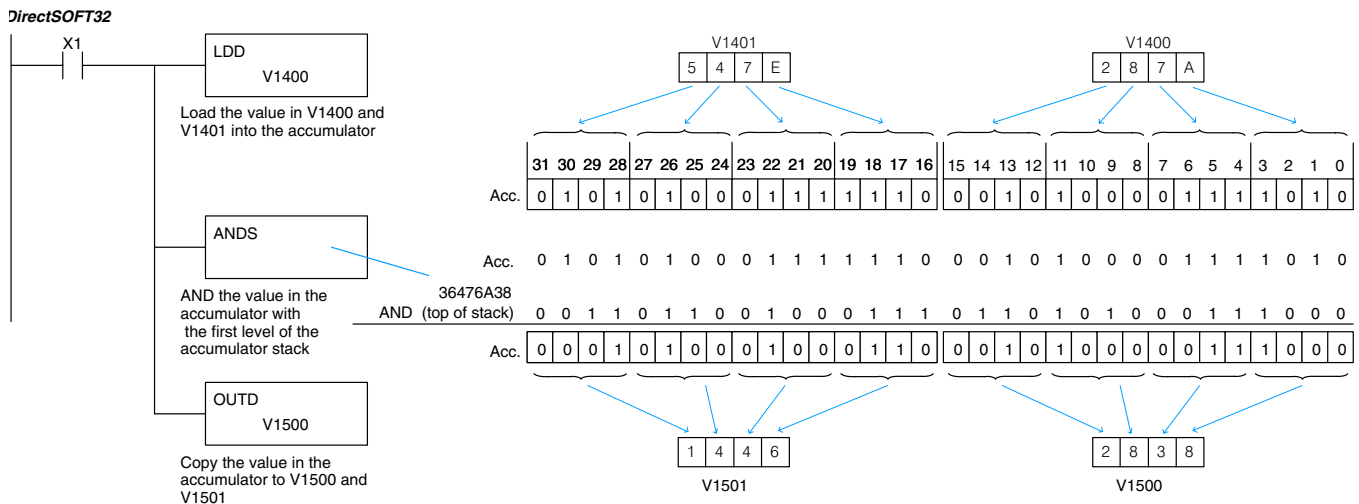 DirectSOFT32
X1
LDD
V1400
Load the value in V1400 and
V1401 into the accumulator
ANDS
AND the value in the
accumulator with
the first level of the
accumulator stack
OUTD
V1500
Copy the value in the
accumulator to V1500 and
V1501
V1401
5 4 7 E
V1400
2 8 7 A
31 30 29 28 27 26 25 24 23 22 21 20 19 18 17 16 15 14 13 12 11 10 9 8 7 6 5 4 3 2 1 0
Acc. 0 1 0 1 0 1 0 0 0 1 1 1 1 1 1 0 0 0 1 0 1 0 0 0 0 1 1 1 1 0 1 0
Acc. 0 1 0 1 0 1 0 0 0 1 1 1 1 1 1 0 0 0 1 0 1 0 0 0 0 1 1 1 1 0 1 0
36476A38
AND (top of stack) 0 0 1 1 0 1 1 0 0 1 0 0 0 1 1 1 0 1 1 0 1 0 1 0 0 0 1 1 1 0 0 0
Acc. 0 0 0 1 0 1 0 0 0 1 0 0 0 1 1 0 0 0 1 0 1 0 0 0 0 0 1 1 1 0 0 0
1 4 4 6
V1501
2 8 3 8
V1500